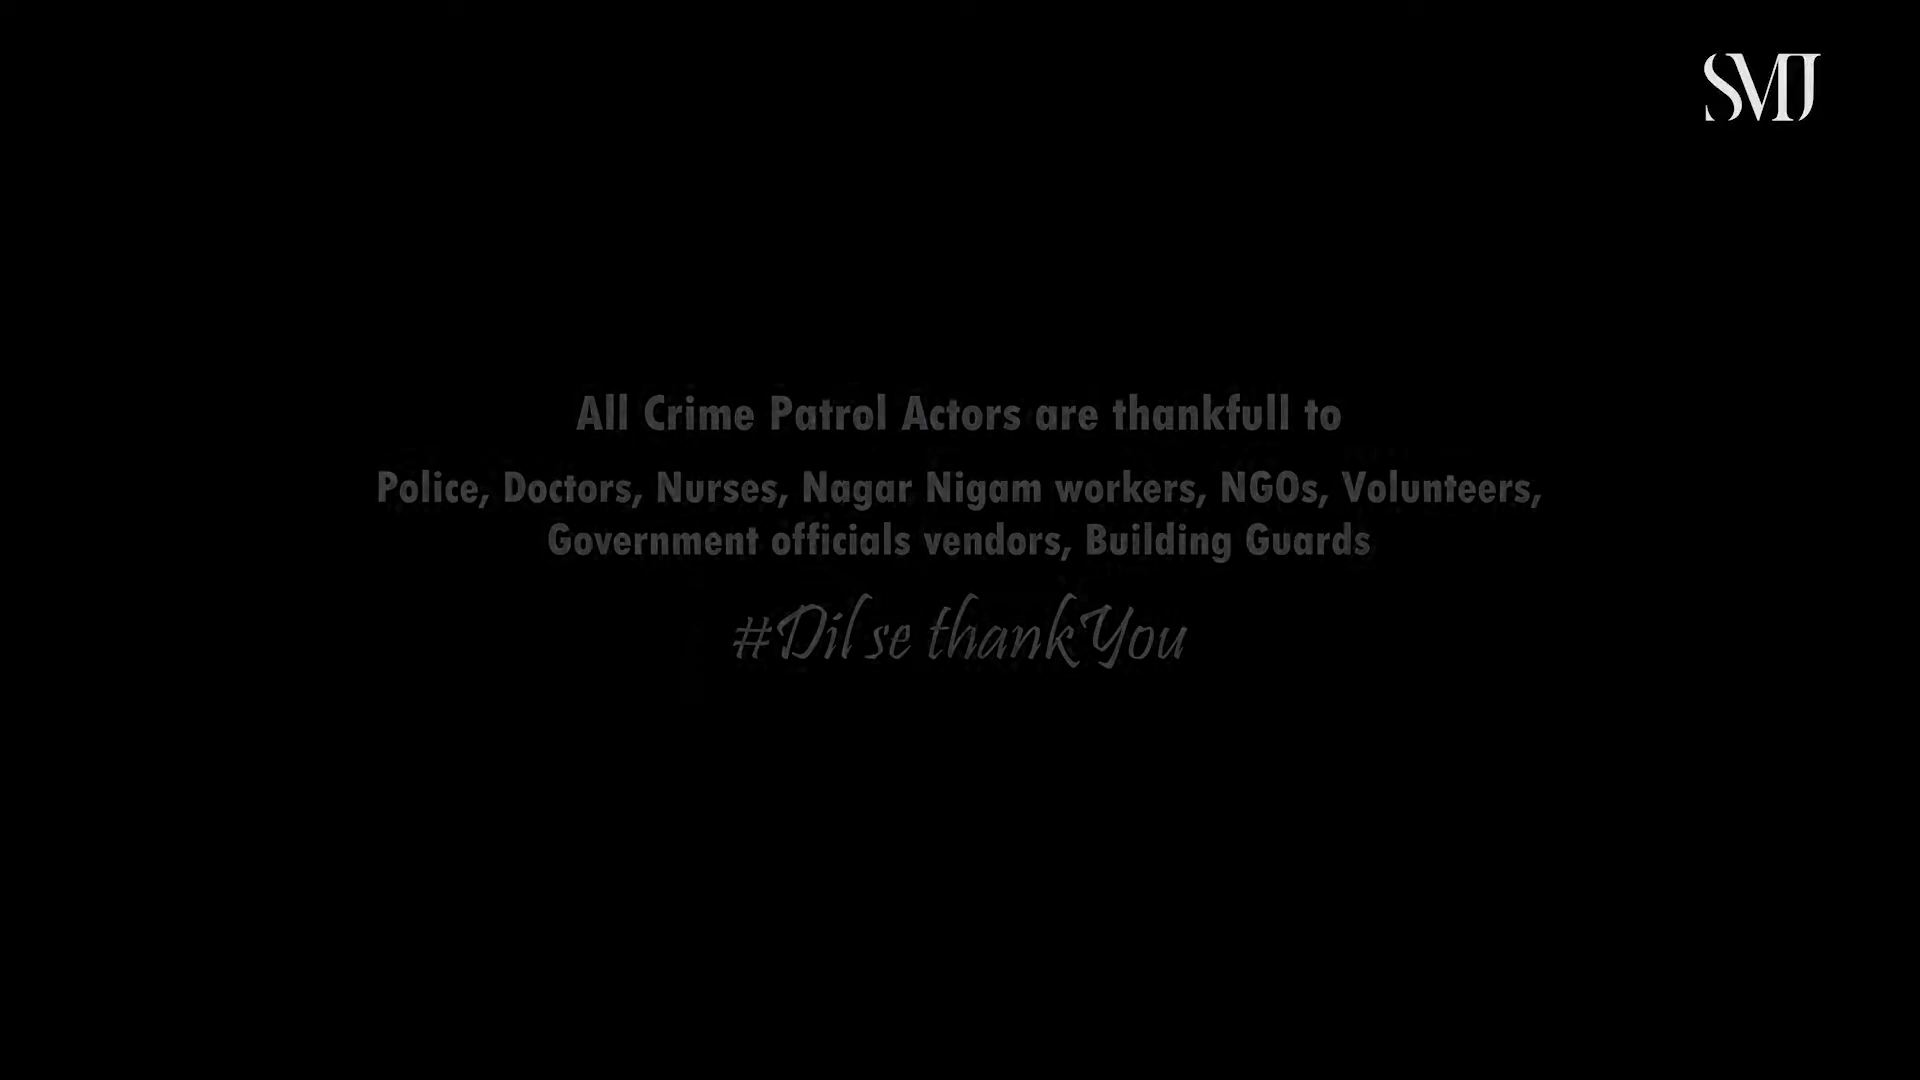 SMJ
All Crime Patrol Actors are thankfull to
Police, Doctors, Nurses, Nagar Nigam workers, NGOs, Volunteers,
Government officials vendors, Building Guards
#Dil se thankYou